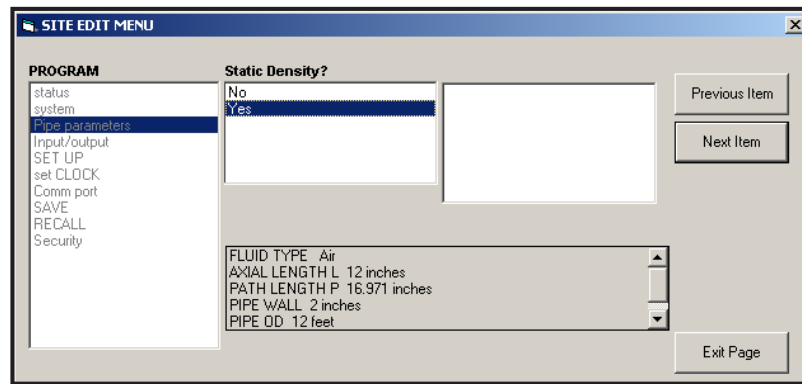 SITE EDIT MENU
PROGRAM
status
system
Pipe parameters
Input/output
SET UP
set CLOCK
Comm port
SAVE
RECALL
Security
Static Density?
No
Yes
Previous Item
Next Item
FLUID TYPE Air
AXIAL LENGTH L 12 inches
PATH LENGTH P 16.971 inches
PIPE WALL 2 inches
PIPE OD 12 feet
Exit Page